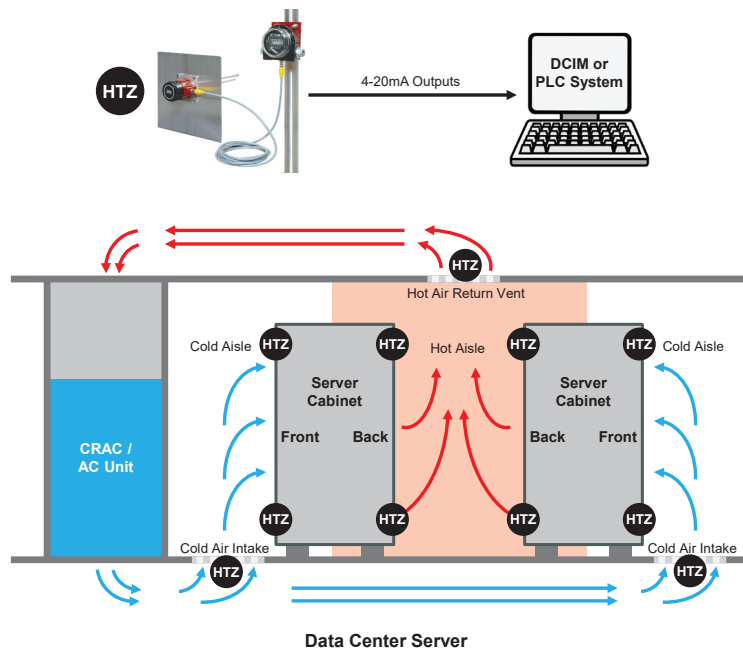 HTZ
4-20mA Outputs
DCIM or
PLC System
HTZ
Hot Air Return Vent
Cold Aisle
HTZ
HTZ
Hot Aisle
HTZ
HTZ
Cold Aisle
Server
Cabinet
Server
Cabinet
Front
Back
Back
Front
CRAC /
AC Unit
HTZ
HTZ
HTZ
HTZ
Cold Air Intake
Cold Air Intake
HTZ
HTZ
Data Center Server